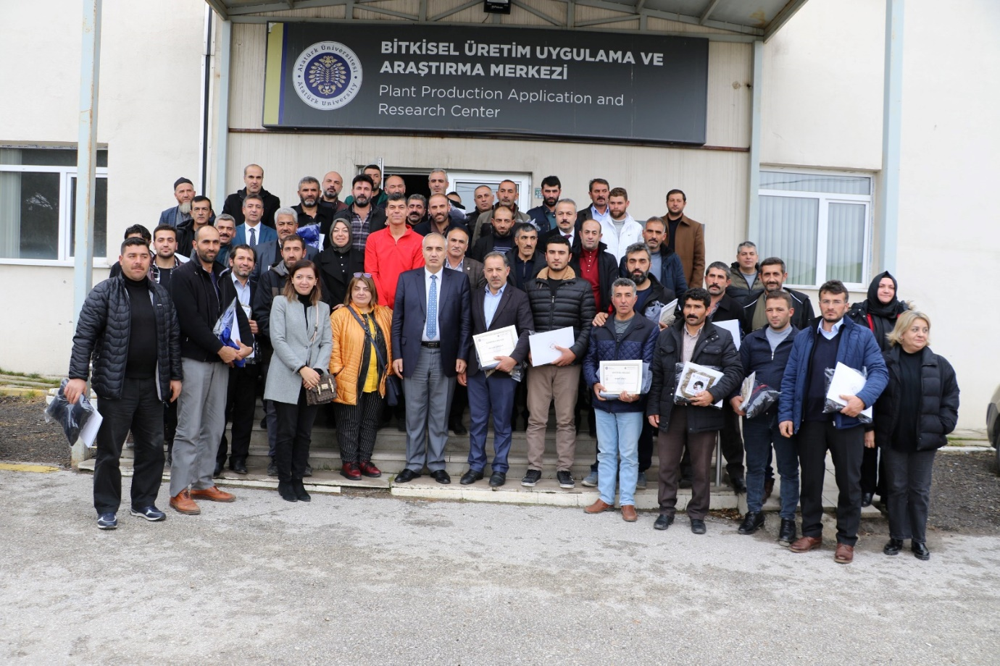 Atatürk Üniversitesi
Atatürk University
BİTKİSEL ÜRETİM UYGULAMA VE
ARAŞTIRMA MERKEZİ
Plant Production Application and
Research Center